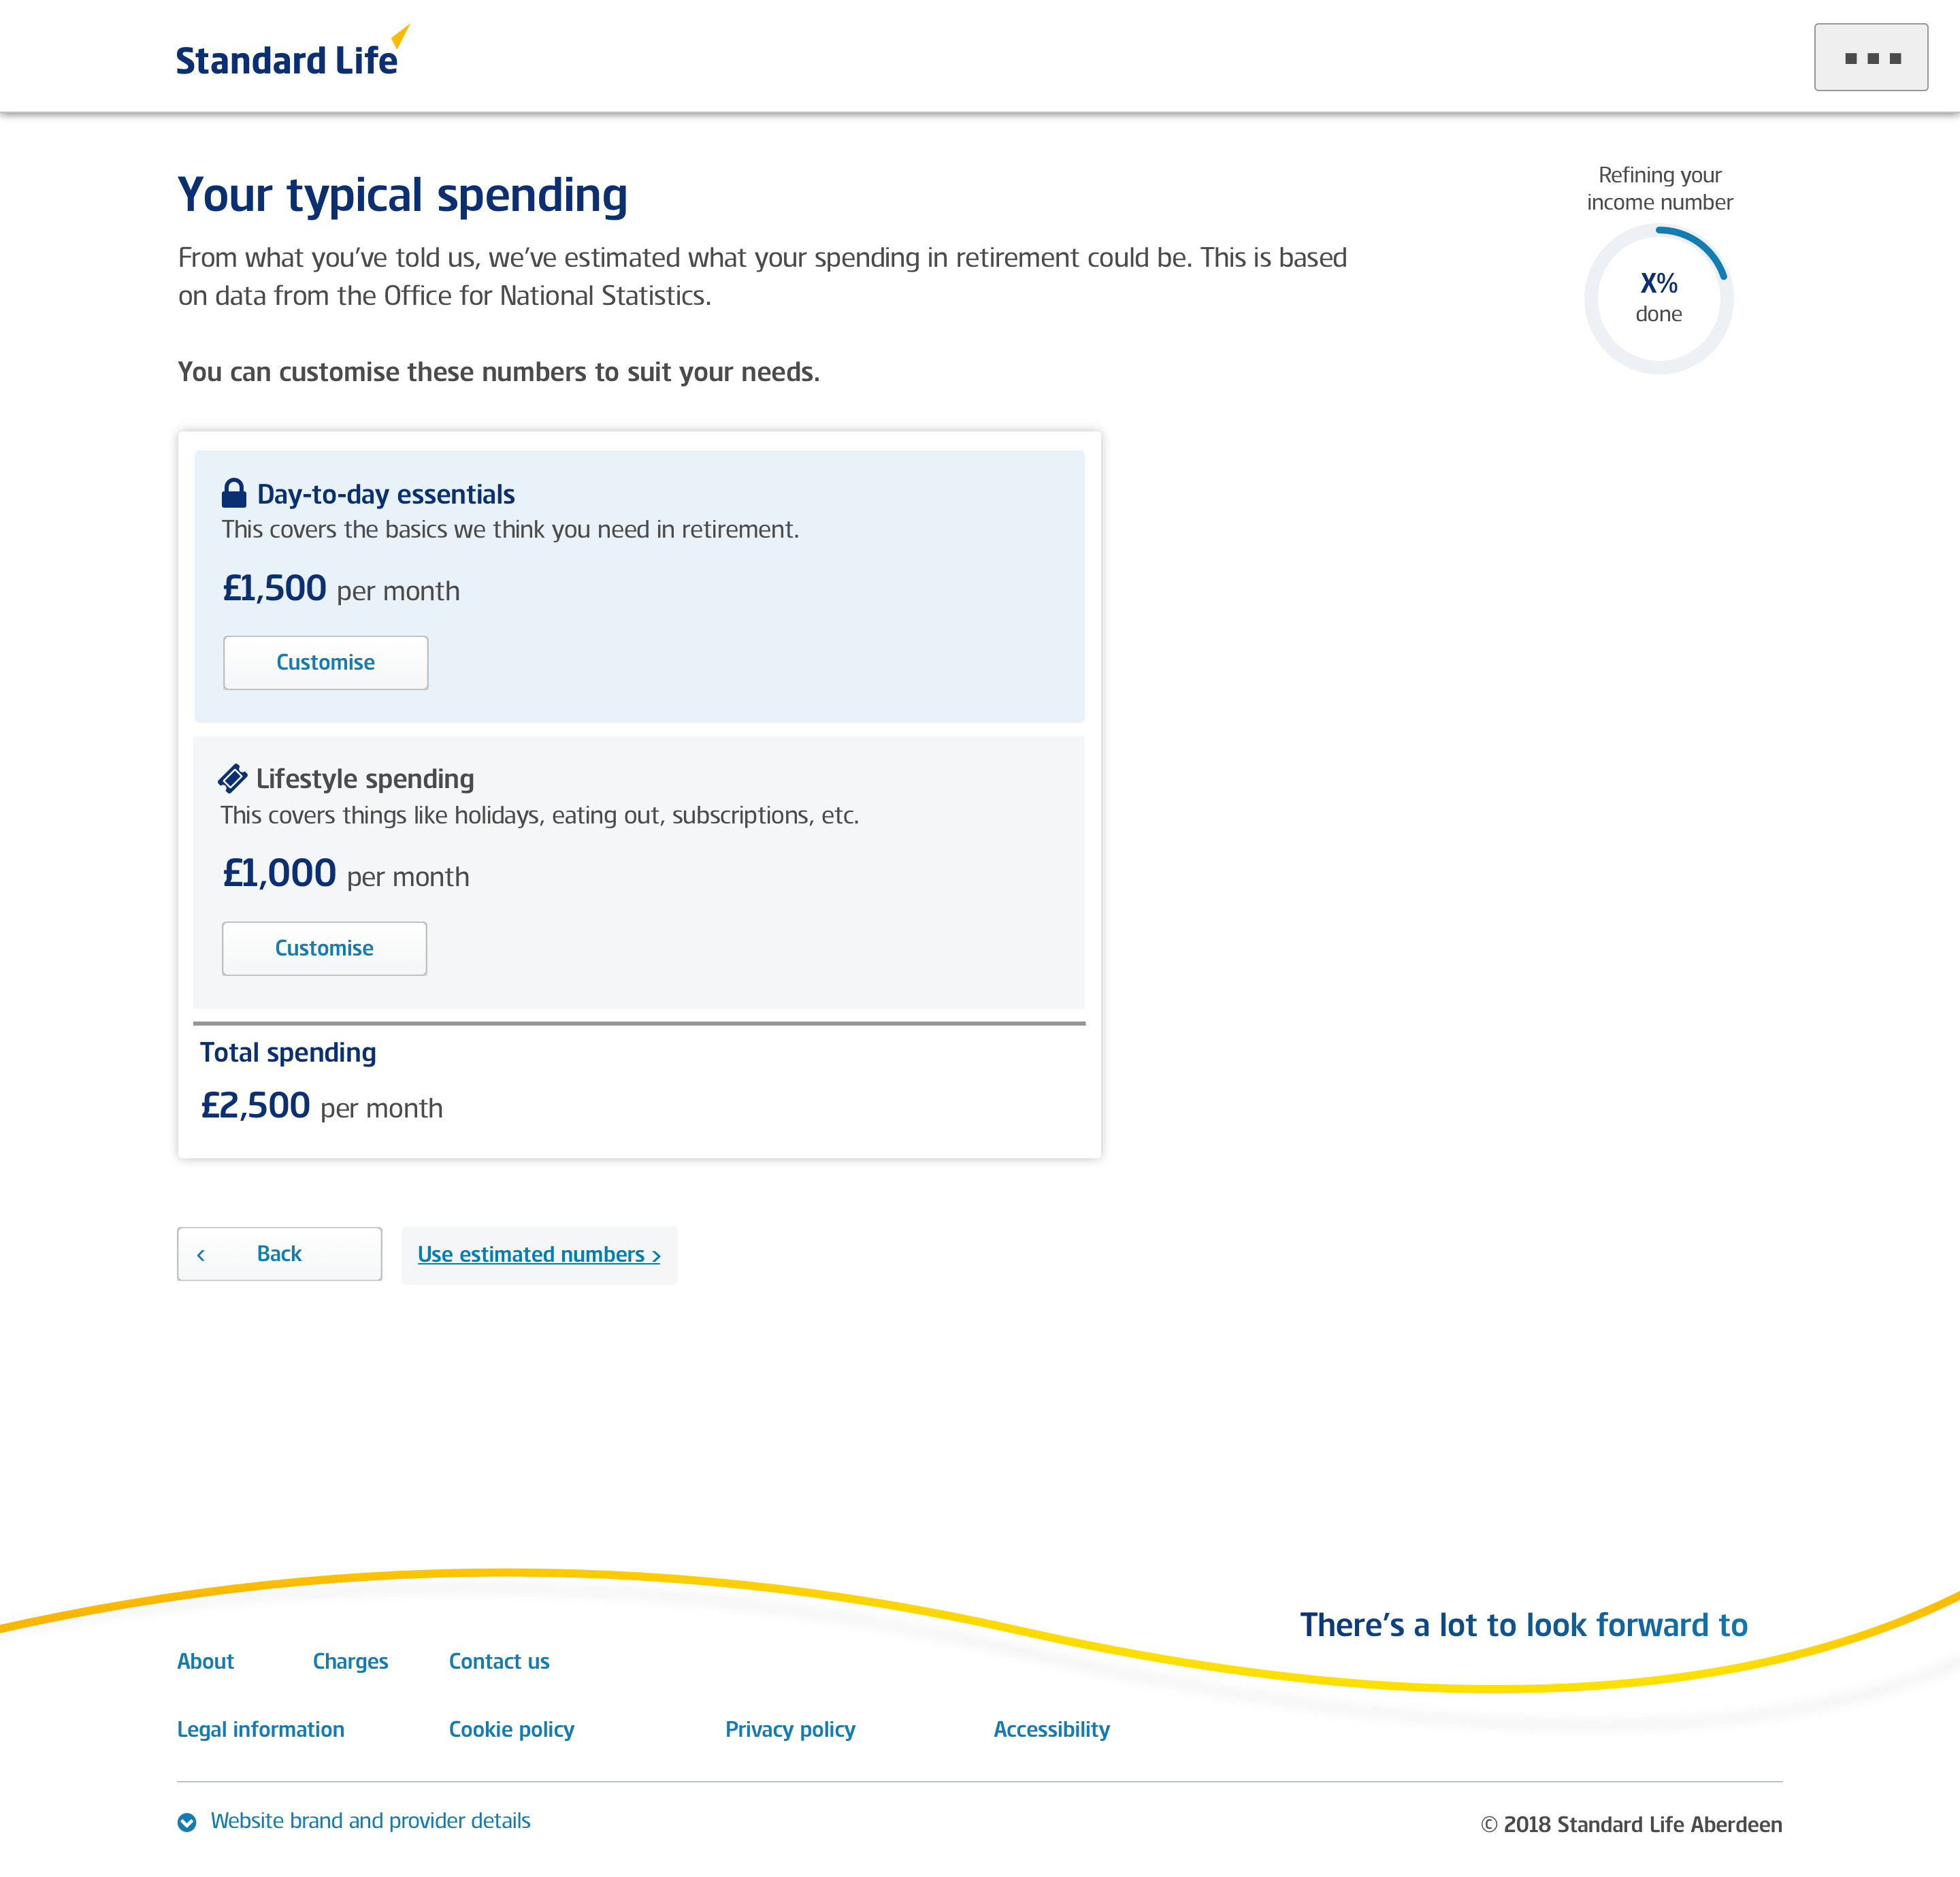 Standard Life
Your typical spending
From what you’ve told us, we’ve estimated what your spending in retirement could be. This is based
on data from the Office for National Statistics.
You can customise these numbers to suit your needs.
Refining your
income number
X%
done
Day-to-day essentials
This covers the basics we think you need in retirement.
£1,500 per month
Customise
Lifestyle spending
This covers things like holidays, eating out, subscriptions, etc.
£1,000 per month
Customise
Total spending
£2,500 per month
‹ Back
Use estimated numbers ›
There’s a lot to look forward to
About Charges Contact us
Legal information Cookie policy Privacy policy Accessibility
Website brand and provider details
© 2018 Standard Life Aberdeen